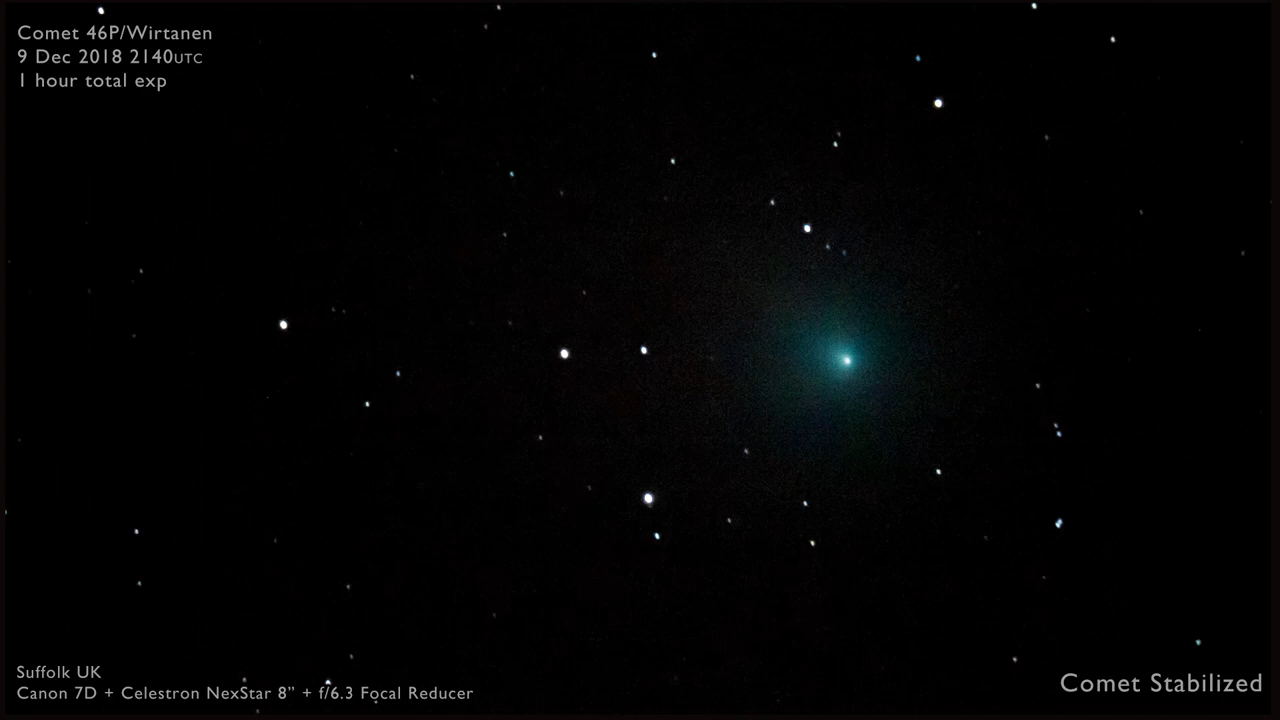 Comet 46P/Wirtanen
9 Dec 2018 2140UTC
1 hour total exp
Suffolk UK
Canon 7D + Celestron NexStar 8” + f/6.3 Focal Reducer
Comet Stabilized